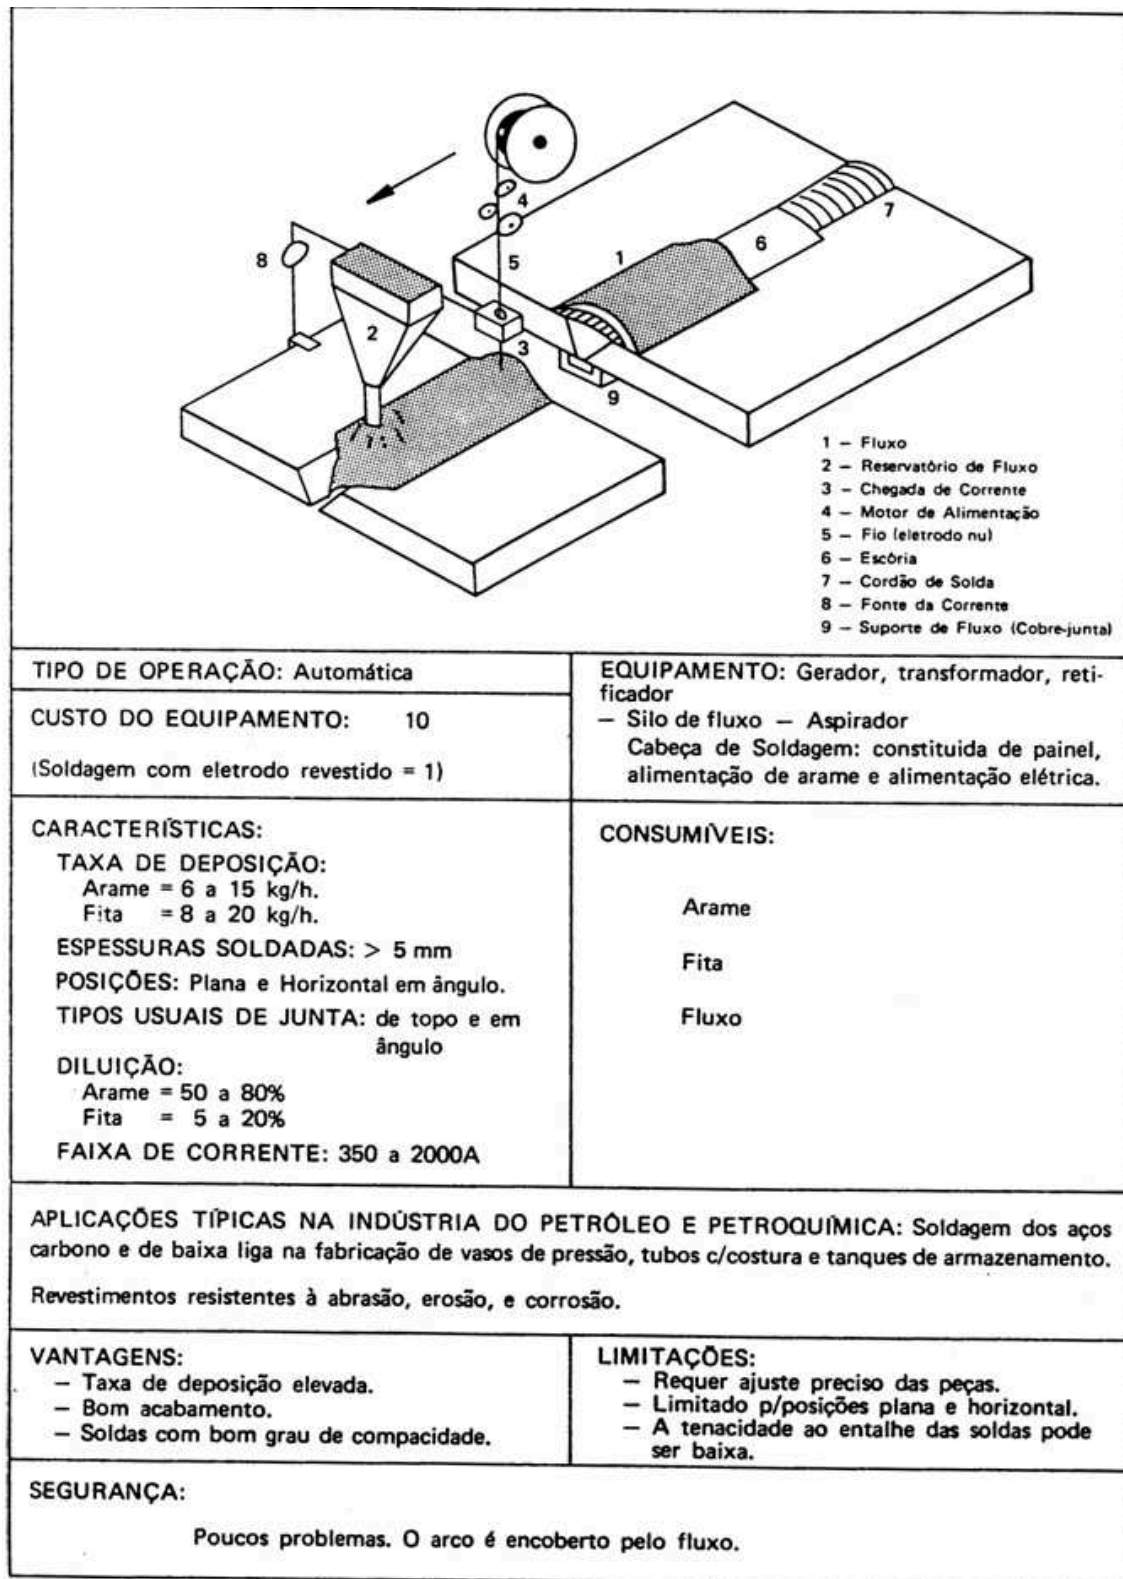 4
8
5
1
7
6
2
3
9
1 — Fluxo
2 — Reservatório de Fluxo
3 — Chegada de Corrente
4 — Motor de Alimentação
5 — Fio (eletrodo nu)
6 — Escória
7 — Cordão de Solda
8 — Fonte da Corrente
9 — Suporte de Fluxo (Cobre-junta)
TIPO DE OPERAÇÃO: Automática
CUSTO DO EQUIPAMENTO: 10
(Soldagem com eletrodo revestido = 1)
EQUIPAMENTO: Gerador, transformador, reti-
ficador
— Silo de fluxo — Aspirador
Cabeça de Soldagem: constituida de painel,
alimentação de arame e alimentação elétrica.
CARACTERÍSTICAS:
TAXA DE DEPOSIÇÃO:
Arame = 6 a 15 kg/h.
Fita = 8 a 20 kg/h.
ESPESSURAS SOLDADAS: > 5 mm
POSIÇÕES: Plana e Horizontal em ângulo.
TIPOS USUAIS DE JUNTA: de topo e em
ângulo
DILUIÇÃO:
Arame = 50 a 80%
Fita = 5 a 20%
FAIXA DE CORRENTE: 350 a 2000A
CONSUMÍVEIS:
Arame
Fita
Fluxo
APLICAÇÕES TÍPICAS NA INDÚSTRIA DO PETRÓLEO E PETROQUÍMICA: Soldagem dos aços
carbono e de baixa liga na fabricação de vasos de pressão, tubos c/costura e tanques de armazenamento.
Revestimentos resistentes à abrasão, erosão, e corrosão.
VANTAGENS:
— Taxa de deposição elevada.
— Bom acabamento.
— Soldas com bom grau de compacidade.
LIMITAÇÕES:
— Requer ajuste preciso das peças.
— Limitado p/posições plana e horizontal.
— A tenacidade ao entalhe das soldas pode
ser baixa.
SEGURANÇA:
Poucos problemas. O arco é encoberto pelo fluxo.